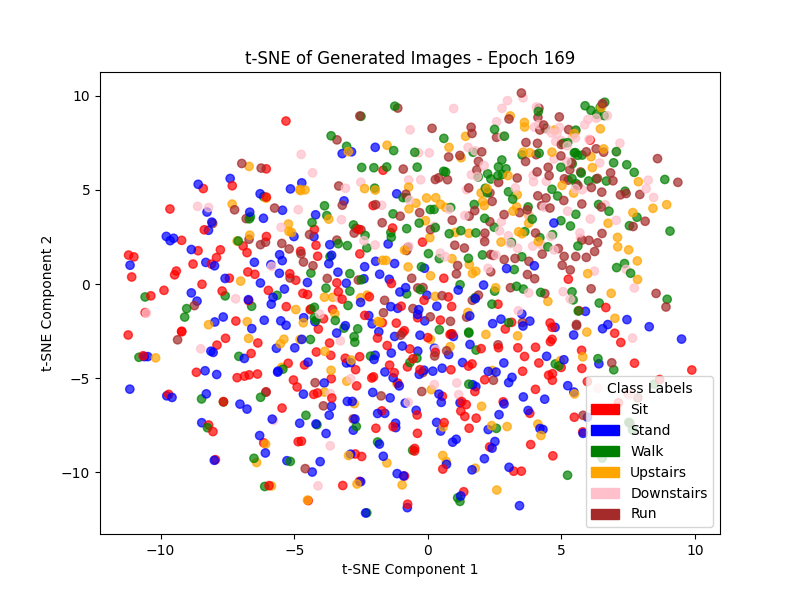 t-SNE of Generated Images - Epoch 169
t-SNE Component 2
10
5
0
−5
−10
−10
−5
0
5
10
t-SNE Component 1
Class Labels
Sit
Stand
Walk
Upstairs
Downstairs
Run